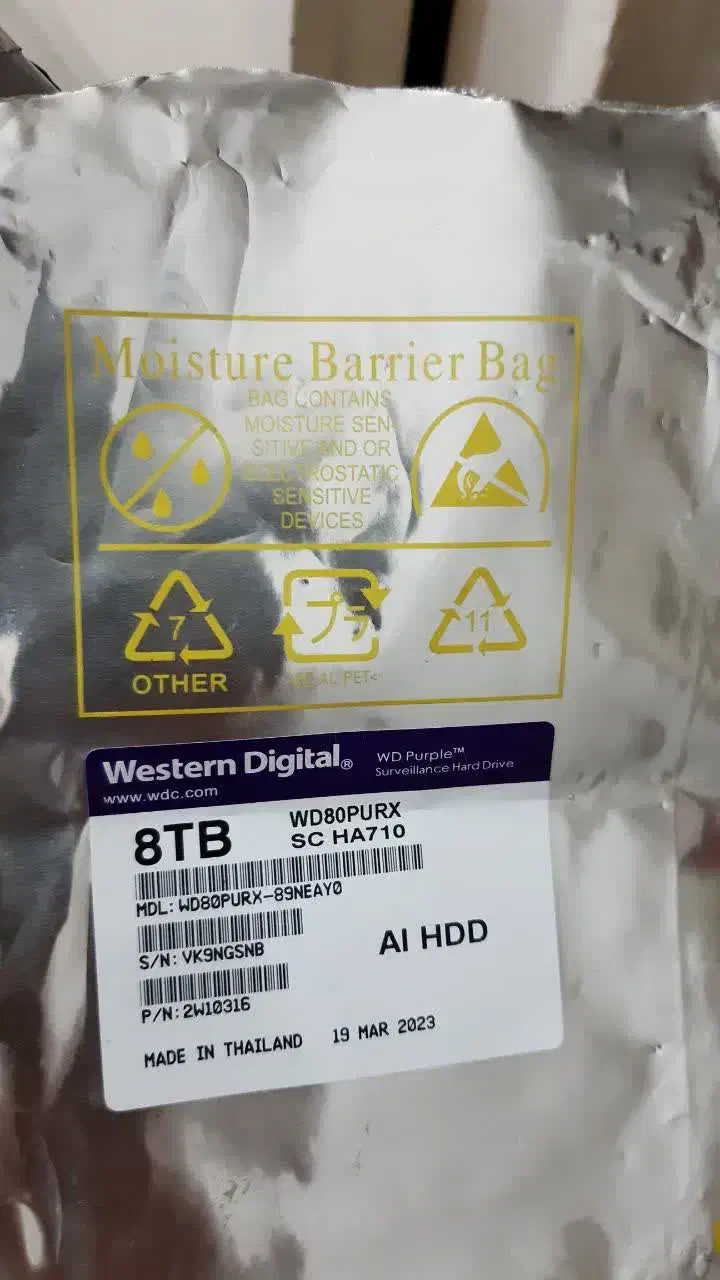 Moisture Barrier Bag
BAG CONTAINS
MOISTURE SEN
SITIVE AND OR
ELECTROSTATIC
SENSITIVE
DEVICES
7
プラ
11
OTHER
AL,PET<
Western Digital®
WD Purple™
Surveillance Hard Drive
www.wdc.com
8TB
WD80PURX
SC HA710
MDL: WD80PURX-89NEAY0
S/N: VK9NGSNB
AI HDD
P/N: 2W10316
MADE IN THAILAND 19 MAR 2023